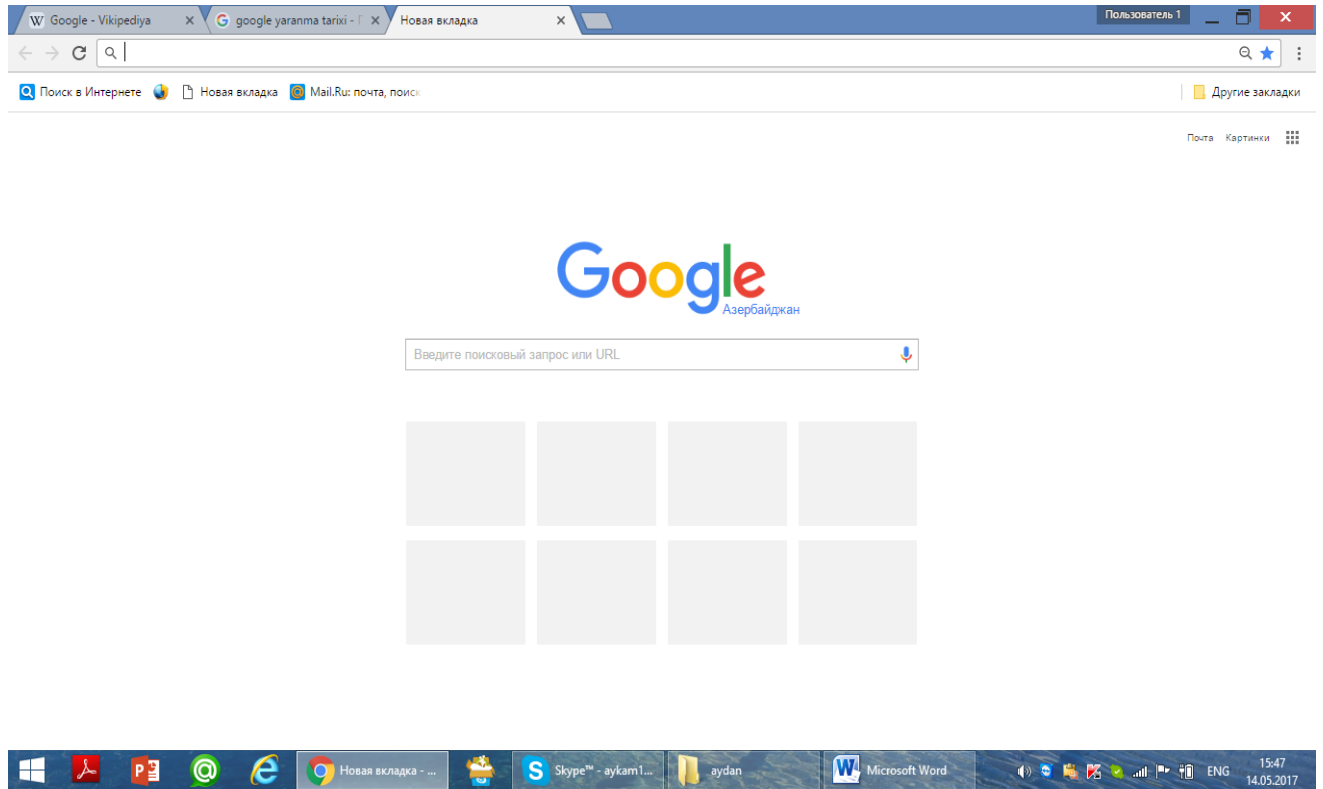 Google - Vikipediya
google yaranma tarixi -
Новая вкладка
Пользователь 1
Поиск в Интернете
Новая вкладка
Mail.Ru: почта, поиск
Другие закладки
Почта Картинки
Google
Азербайджан
Введите поисковый запрос или URL
Новая вкладка - ...
Skype™ - aykam1...
aydan
Microsoft Word
ENG
15:47
14.05.2017